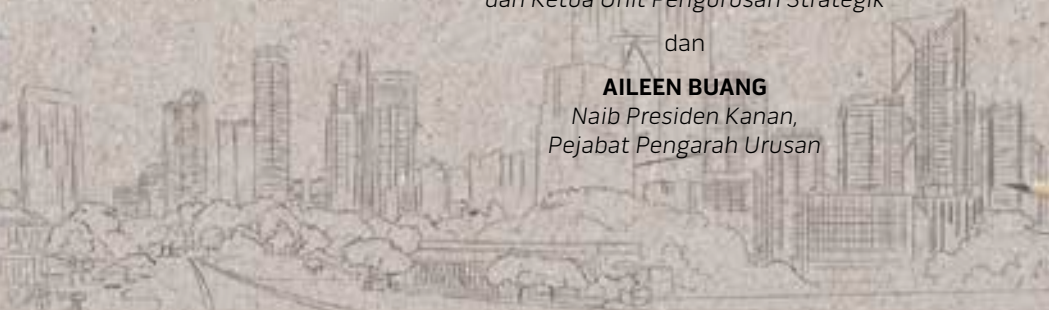 dan Ketua Unit Pengurusan Strategik
dan
AILEEN BUANG
Naib Presiden Kanan,
Pejabat Pengarah Urusan